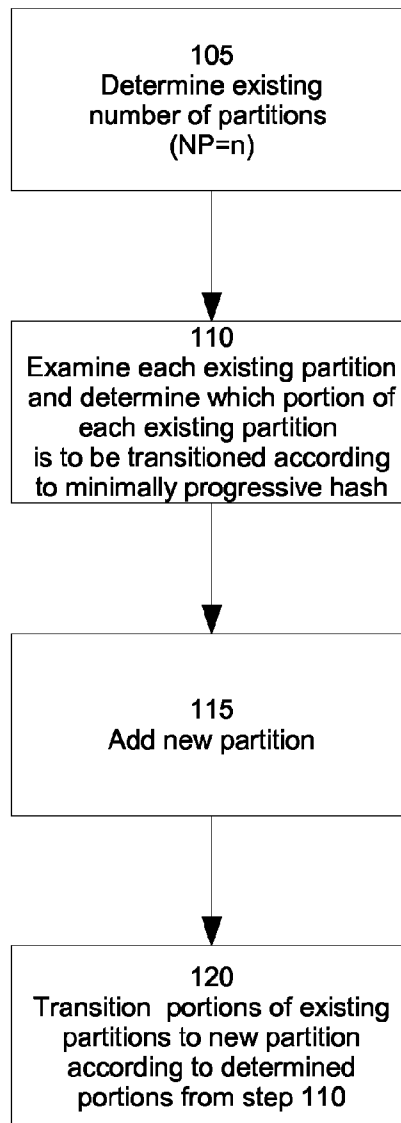 105
Determine existing
number of partitions
(NP=n)
110
Examine each existing partition
and determine which portion of
each existing partition
is to be transitioned according
to minimally progressive hash
115
Add new partition
120
Transition portions of existing
partitions to new partition
according to determined
portions from step 110